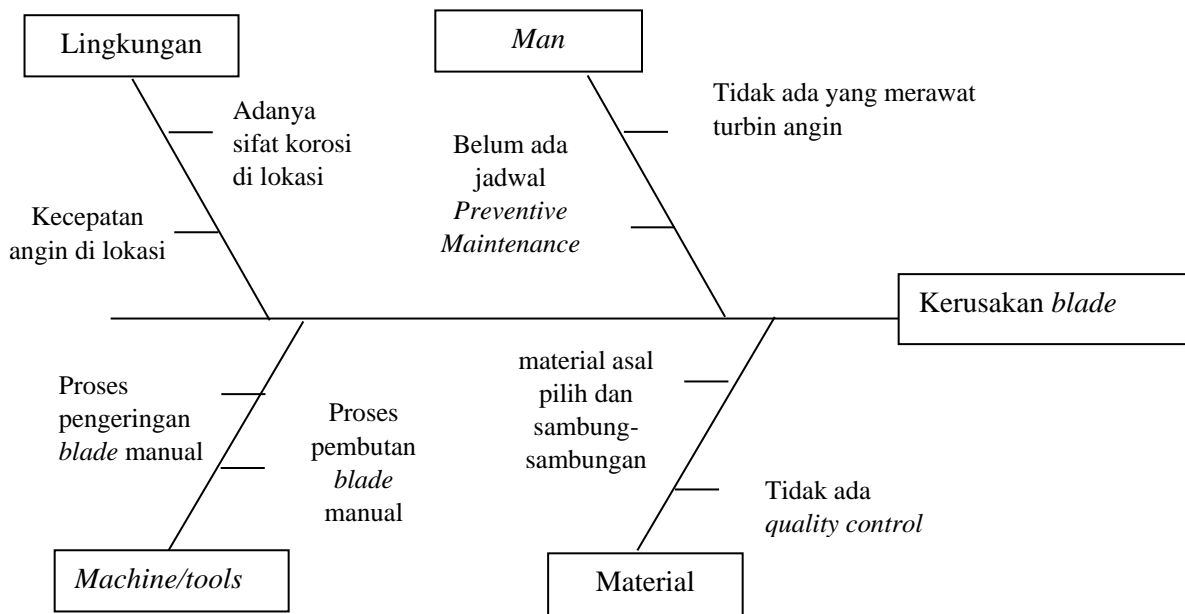 Lingkungan
Man
Adanya
sifat korosi
di lokasi
Tidak ada yang merawat
turbin angin
Belum ada
jadwal
Preventive
Maintenance
Kecepatan
angin di lokasi
Kerusakan blade
Proses
pengeringan
blade manual
Proses
pembutan
blade
manual
material asal
pilih dan
sambung-
sambungan
Tidak ada
quality control
Machine/tools
Material